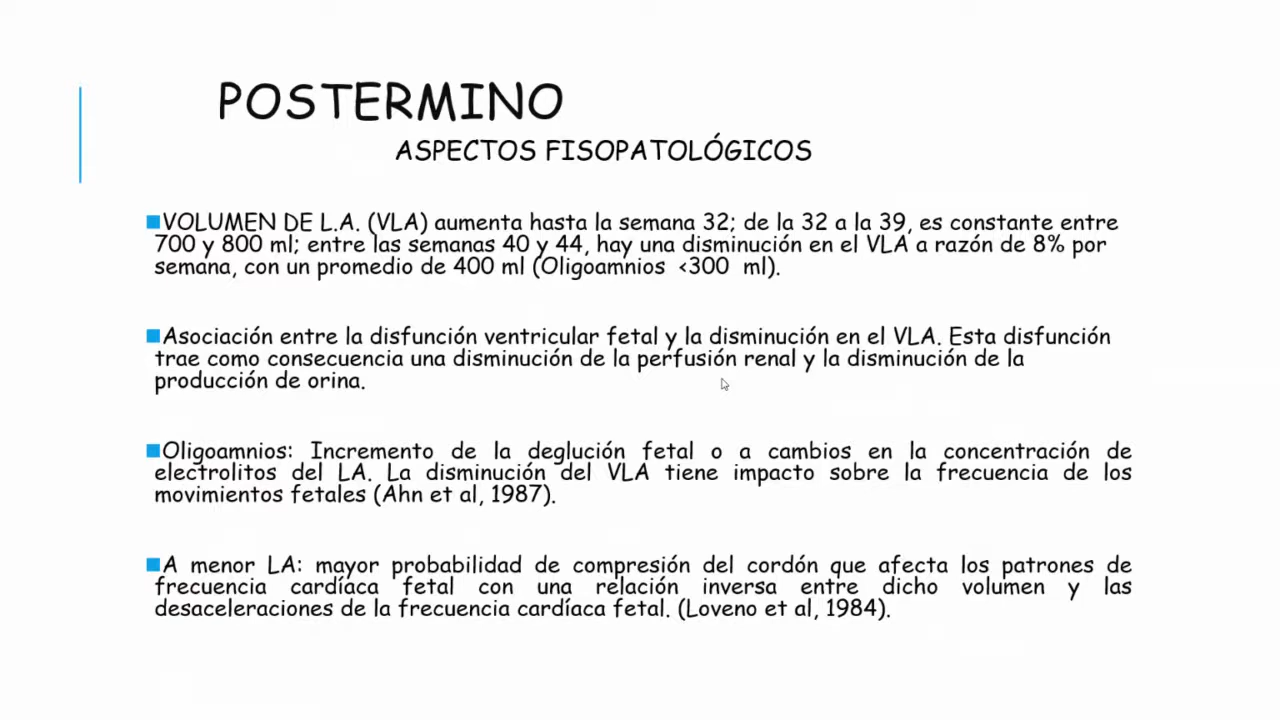 POSTERMINO
ASPECTOS FISOPATOLÓGICOS
VOLUMEN DE L.A. (VLA) aumenta hasta la semana 32; de la 32 a la 39, es constante entre
700 y 800 ml; entre las semanas 40 y 44, hay una disminución en el VLA a razón de 8% por
semana, con un promedio de 400 ml (Oligoamnios <300 ml).
Asociación entre la disfunción ventricular fetal y la disminución en el VLA. Esta disfunción
trae como consecuencia una disminución de la perfusión renal y la disminución de la
producción de orina.
Oligoamnios: Incremento de la deglución fetal o a cambios en la concentración de
electrolitos del LA. La disminución del VLA tiene impacto sobre la frecuencia de los
movimientos fetales (Ahn et al, 1987).
A menor LA: mayor probabilidad de compresión del cordón que afecta los patrones de
frecuencia cardíaca fetal con una relación inversa entre dicho volumen y las
desaceleraciones de la frecuencia cardíaca fetal. (Loveno et al, 1984).